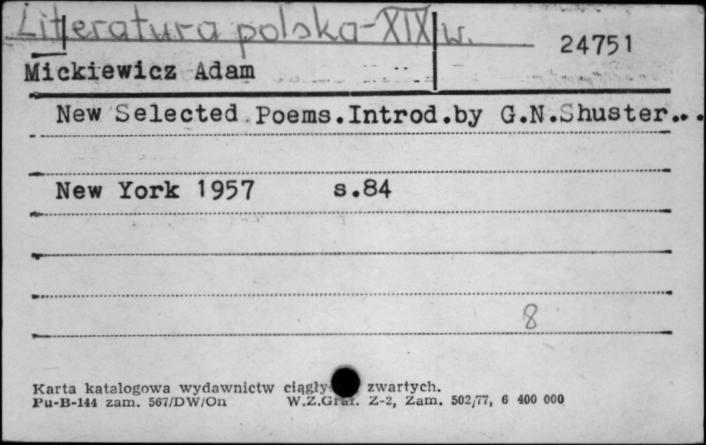 Literatura polska-XIX w.
24751
Mickiewicz Adam
New Selected Poems.Introd.by G.N.Shuster...
New York 1957 s.84
8
Karta katalogowa wydawnictw ciągły zwartych.
Pu-B-144 zam. 567/DW/On W.Z.Graf. Z-2, Zam. 502/77, 6 400 000